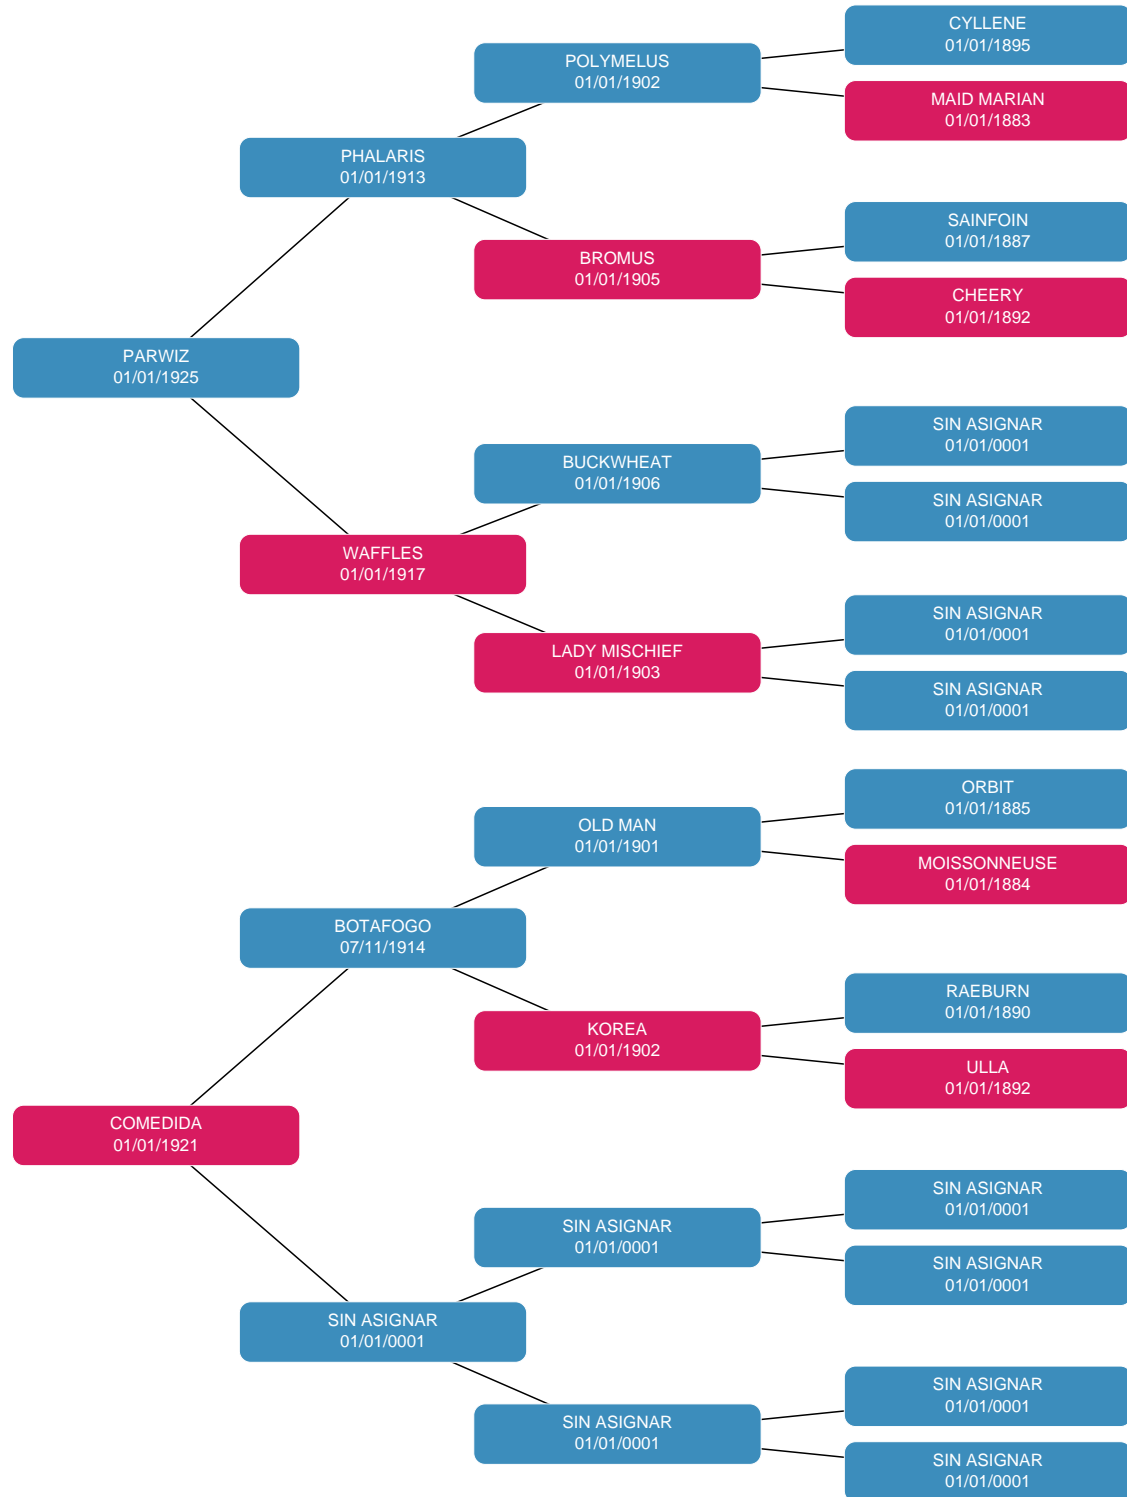 CYLLENE
01/01/1895
POLYMELUS
01/01/1902
MAID MARIAN
01/01/1883
PHALARIS
01/01/1913
SAINFOIN
01/01/1887
BROMUS
01/01/1905
CHEERY
01/01/1892
PARWIZ
01/01/1925
SIN ASIGNAR
01/01/0001
BUCKWHEAT
01/01/1906
SIN ASIGNAR
01/01/0001
WAFFLES
01/01/1917
SIN ASIGNAR
01/01/0001
LADY MISCHIEF
01/01/1903
SIN ASIGNAR
01/01/0001
ORBIT
01/01/1885
OLD MAN
01/01/1901
MOISSONNEUSE
01/01/1884
BOTAFOGO
07/11/1914
RAEBURN
01/01/1890
KOREA
01/01/1902
ULLA
01/01/1892
COMEDIDA
01/01/1921
SIN ASIGNAR
01/01/0001
SIN ASIGNAR
01/01/0001
SIN ASIGNAR
01/01/0001
SIN ASIGNAR
01/01/0001
SIN ASIGNAR
01/01/0001
SIN ASIGNAR
01/01/0001
SIN ASIGNAR
01/01/0001